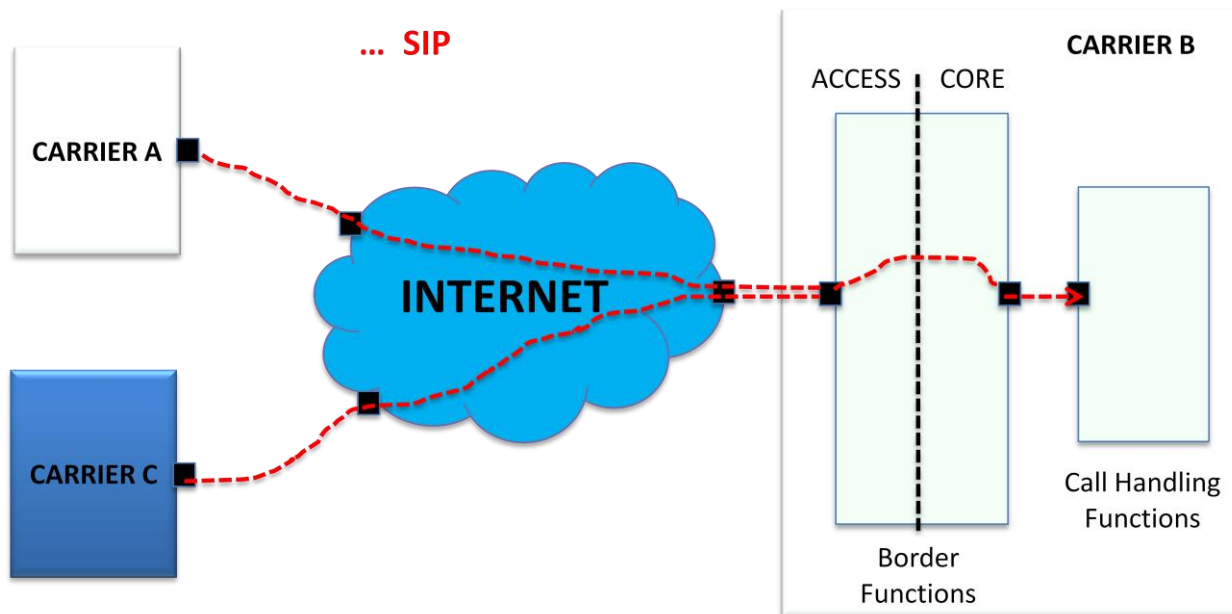 ... SIP
CARRIER B
ACCESS CORE
CARRIER A
INTERNET
CARRIER C
Call Handling
Functions
Border
Functions